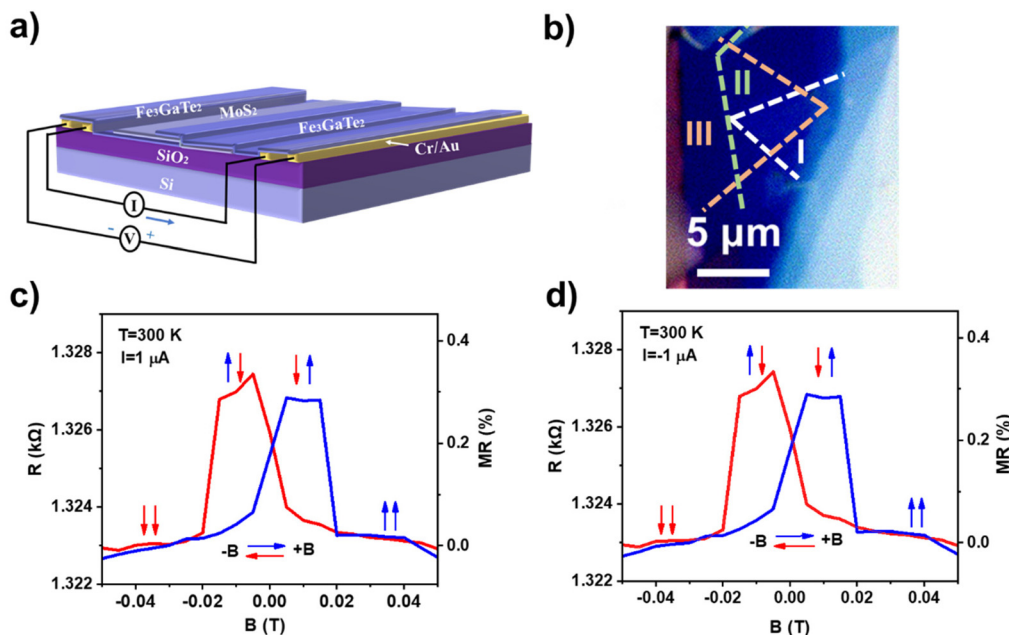 a)
Fe₃GaTe₂
MoS₂
Fe₃GaTe₂
Cr/Au
SiO₂
Si
I
- +
V
b)
II
III
I
5 μm
c)
T=300 K
I=1 μA
R (kΩ)
1.328
1.326
1.324
1.322
MR (%)
0.4
0.2
0.0
-B +B
-0.04 -0.02 0.00 0.02 0.04
B (T)
d)
T=300 K
I=-1 μA
R (kΩ)
1.328
1.326
1.324
1.322
MR (%)
0.4
0.2
0.0
-B +B
-0.04 -0.02 0.00 0.02 0.04
B (T)